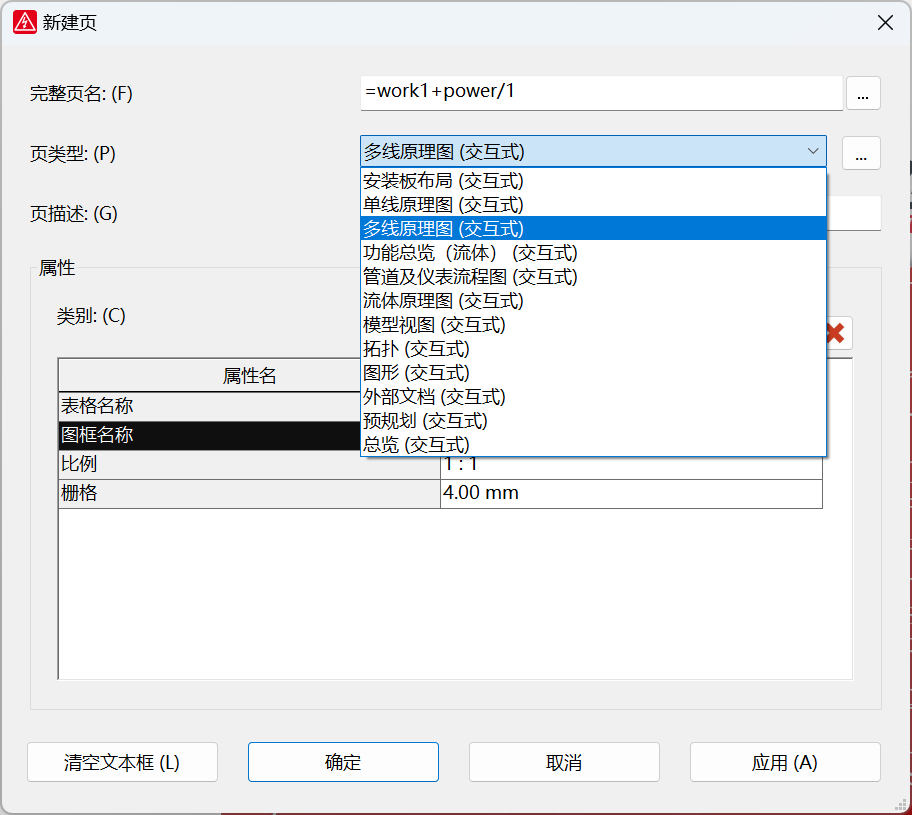 新建页
完整页名: (F)
=work1+power/1
...
页类型: (P)
多线原理图 (交互式)
...
安装板布局 (交互式)
单线原理图 (交互式)
多线原理图 (交互式)
功能总览（流体） (交互式)
管道及仪表流程图 (交互式)
流体原理图 (交互式)
模型视图 (交互式)
拓扑 (交互式)
图形 (交互式)
外部文档 (交互式)
预规划 (交互式)
总览 (交互式)
页描述: (G)
属性
类别: (C)
属性名
表格名称
图框名称
比例
1 : 1
栅格
4.00 mm
清空文本框 (L)
确定
取消
应用 (A)